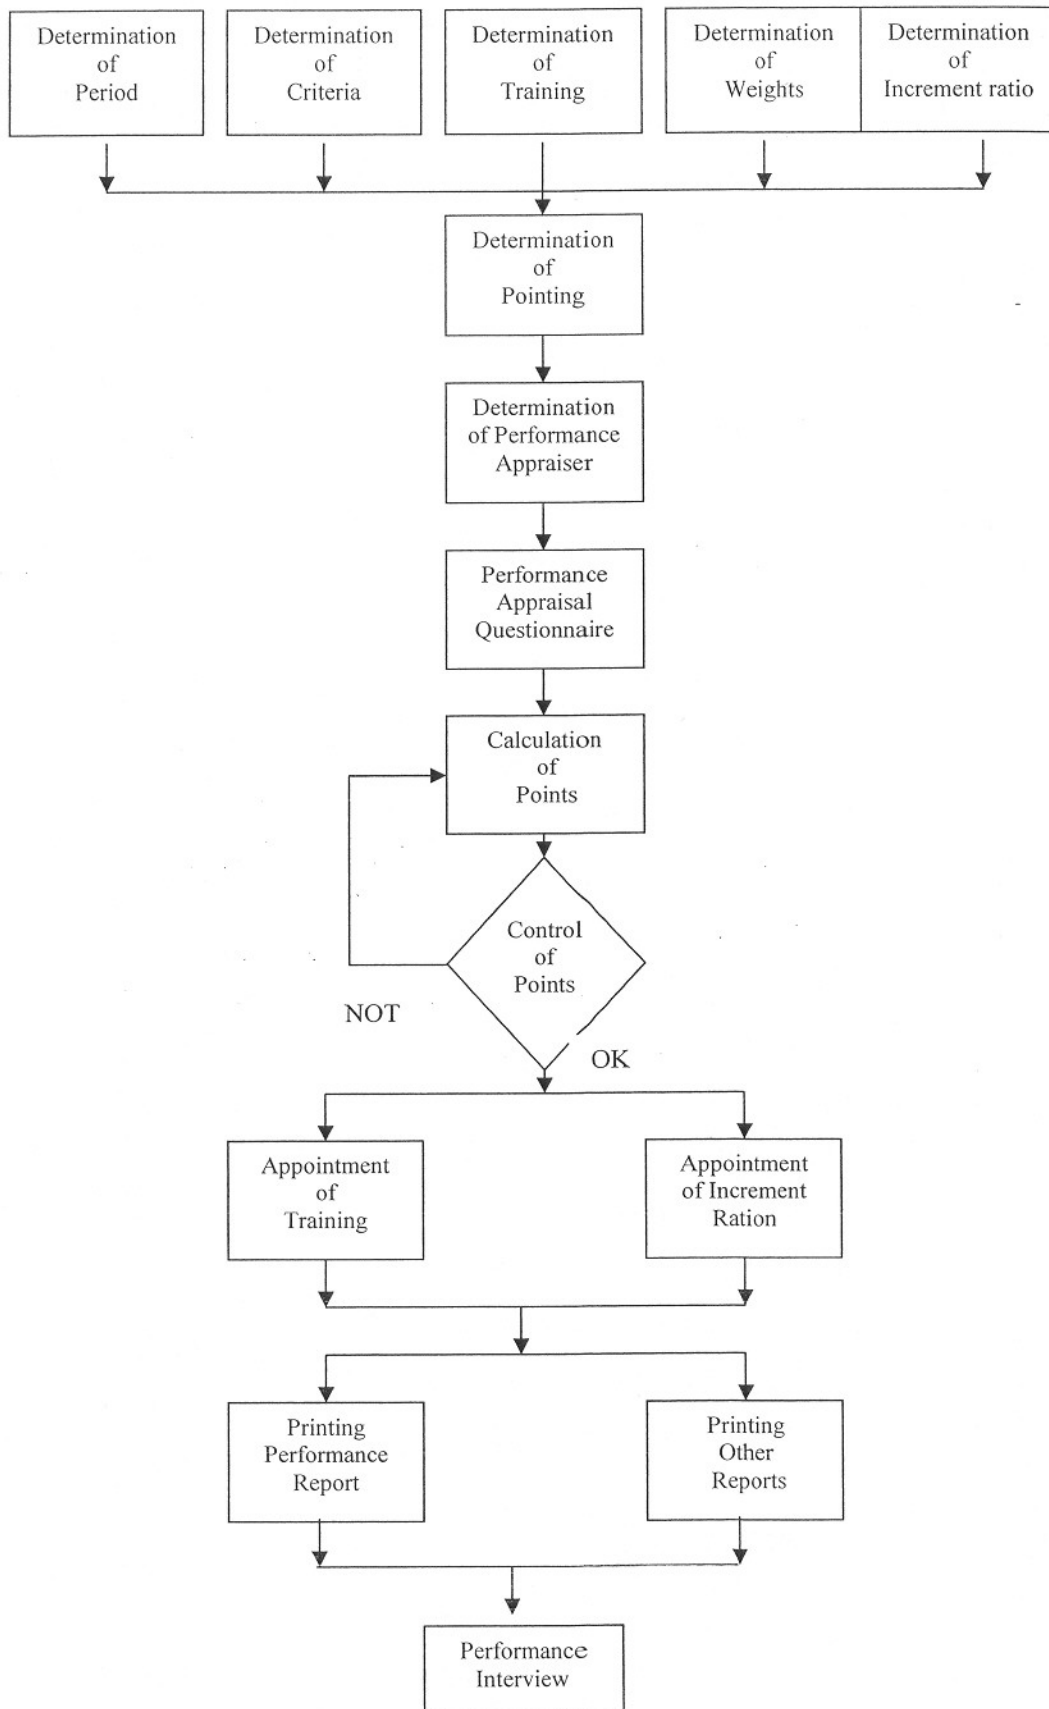 Determination
of
Period
Determination
of
Criteria
Determination
of
Training
Determination
of
Weights
Determination
of
Increment ratio
Determination
of
Pointing
Determination
of Performance
Appraiser
Performance
Appraisal
Questionnaire
Calculation
of
Points
Control
of
Points
NOT
OK
Appointment
of
Training
Appointment
of Increment
Ration
Printing
Performance
Report
Printing
Other
Reports
Performance
Interview